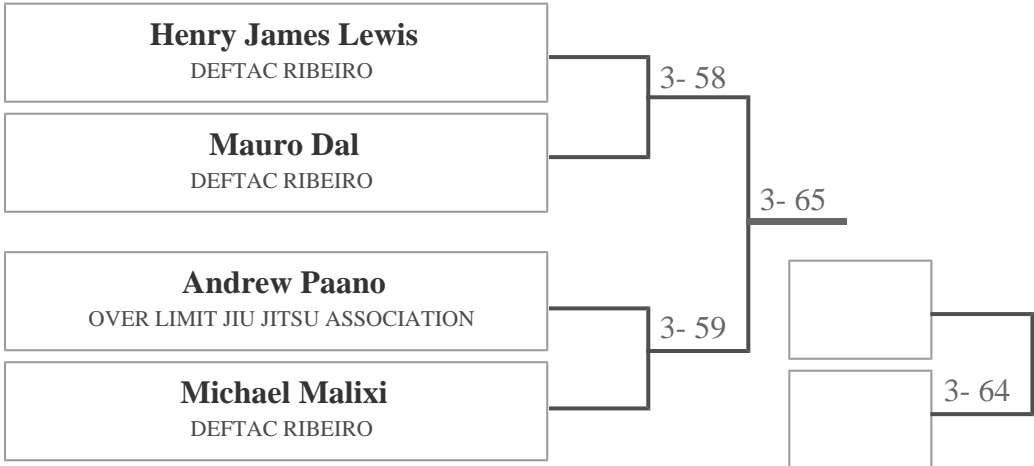 Henry James Lewis
DEFTAC RIBEIRO
3- 58
Mauro Dal
DEFTAC RIBEIRO
3- 65
Andrew Paano
OVER LIMIT JIU JITSU ASSOCIATION
3- 59
Michael Malixi
DEFTAC RIBEIRO
3- 64